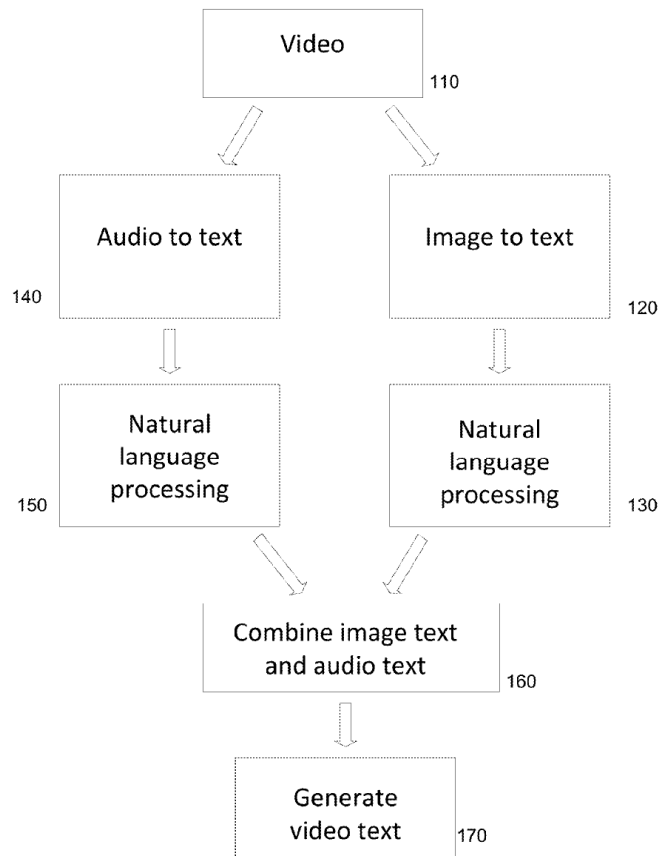 Video
110
Audio to text
140
Image to text
120
Natural
language
processing
150
Natural
language
processing
130
Combine image text
and audio text
160
Generate
video text
170